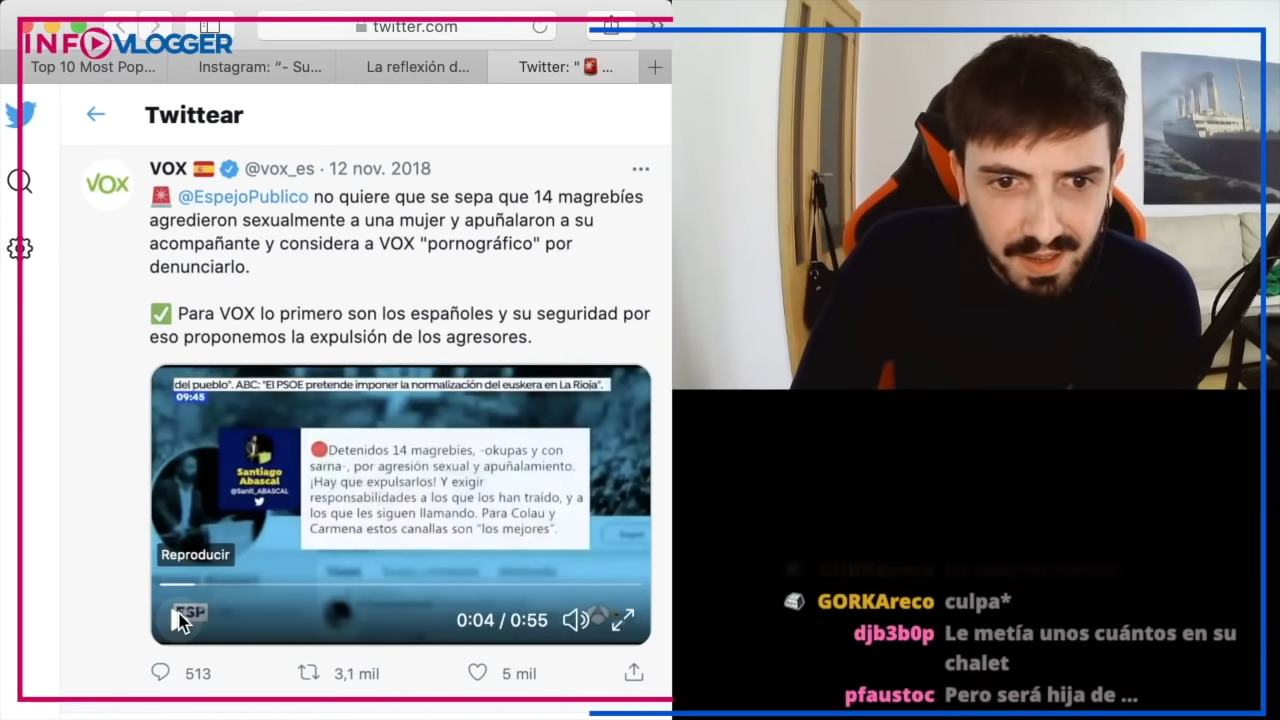 INFOVLOGGER
twitter.com
Top 10 Most Pop...
Instagram: “- Su...
La reflexión d...
Twitter: " 🚨 ...
Twittear
VOX 🇪🇸 @vox_es · 12 nov. 2018
🚨 @EspejoPublico no quiere que se sepa que 14 magrebíes
agredieron sexualmente a una mujer y apuñalaron a su
acompañante y considera a VOX "pornográfico" por
denunciarlo.
✅ Para VOX lo primero son los españoles y su seguridad por
eso proponemos la expulsión de los agresores.
VOX
del pueblo". ABC: "El PSOE pretende imponer la normalización del euskera en La Rioja".
09:45
Santiago
Abascal
@Santi_ABASCAL
🔴Detenidos 14 magrebíes, -okupas y con
sarna-, por agresión sexual y apuñalamiento.
¡Hay que expulsarlos! Y exigir
responsabilidades a los que los han traído, y a
los que les siguen llamando. Para Colau y
Carmena estos canallas son “los mejores”.
Reproducir
ESP
0:04 / 0:55
513
3,1 mil
5 mil
GORKAreco culpa*
djb3b0p Le metía unos cuántos en su
chalet
pfaustoc Pero será hija de ...